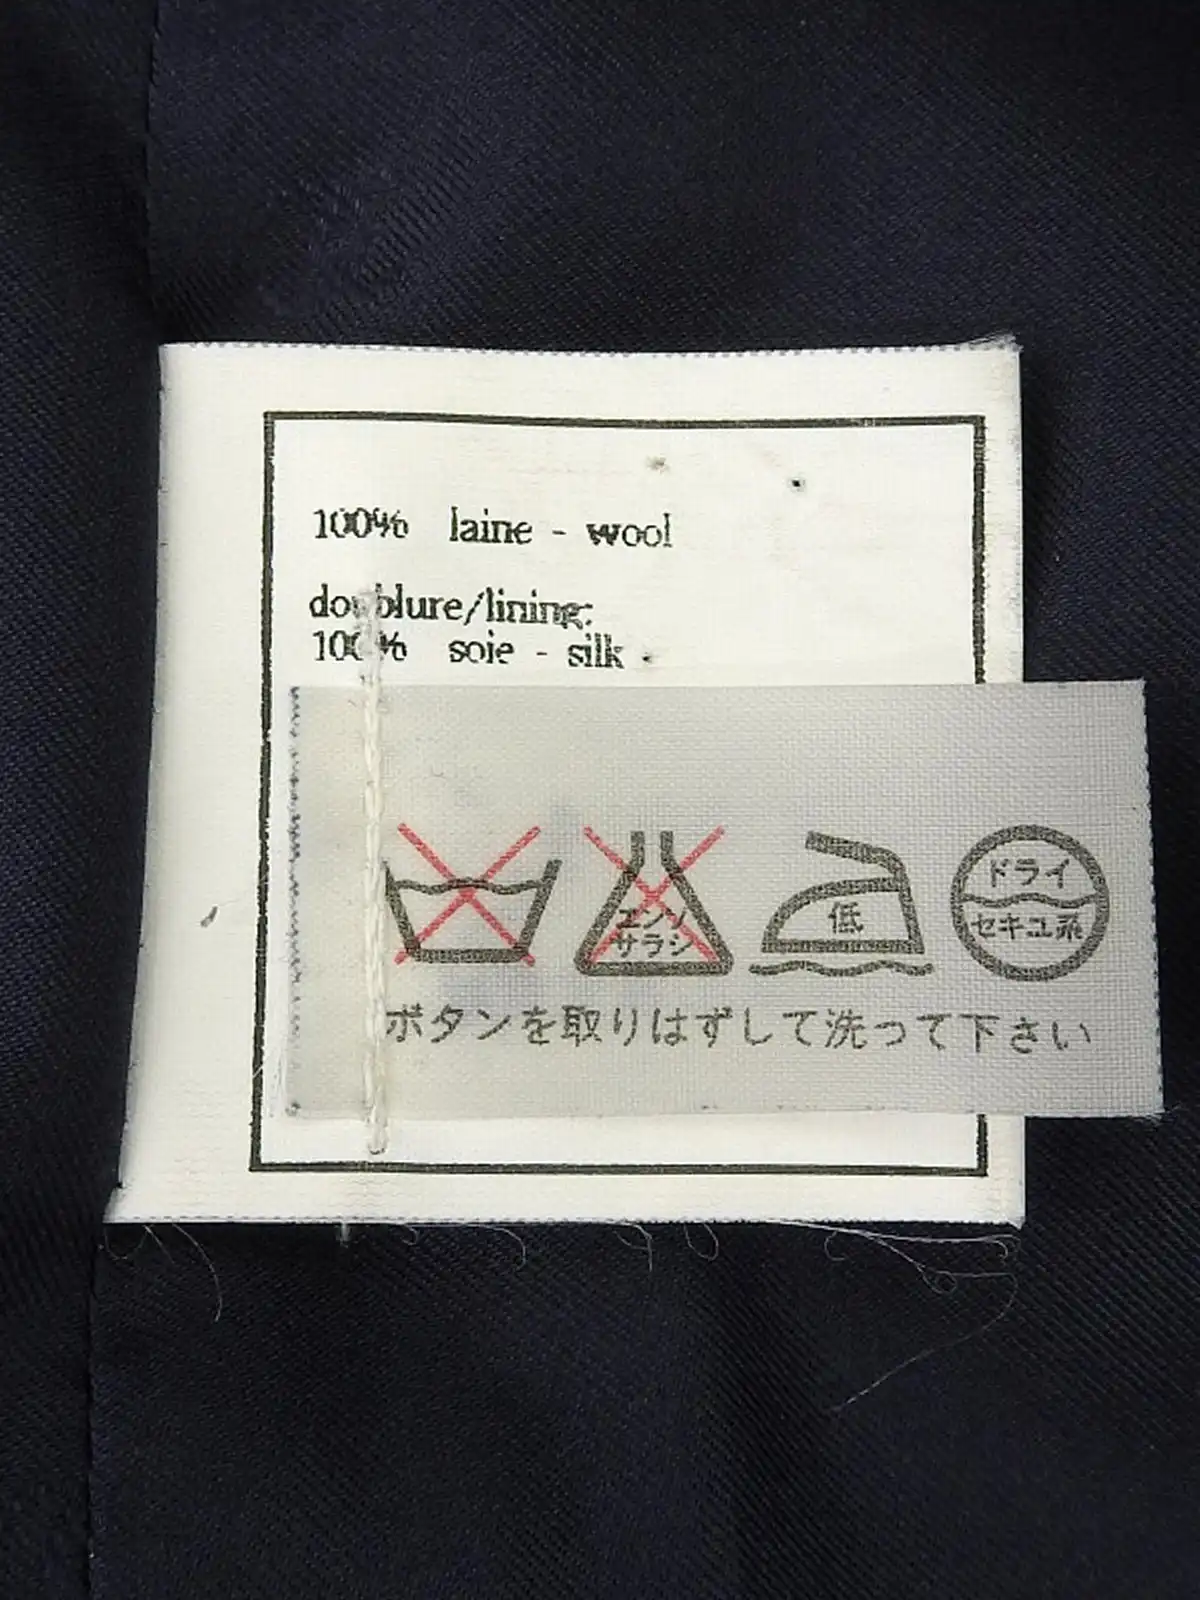 100% laine - wool
doublure/lining:
100% soie - silk
エンソ
サラシ
低
ドライ
セキユ系
ボタンを取りはずして洗って下さい